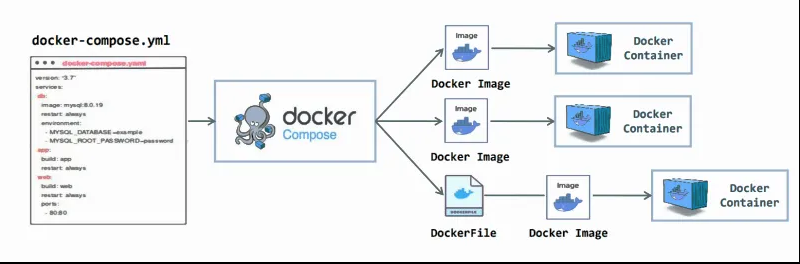 docker-compose.yml
docker-compose.yaml
version: "3.7"
services:
db:
image: mysql:8.0.19
restart: always
environment:
- MYSQL_DATABASE=example
- MYSQL_ROOT_PASSWORD=password
app:
build: app
restart: always
web:
build: web
restart: always
ports:
- 80:80
docker
Compose
Image
Docker Image
Docker
Container
Image
Docker Image
Docker
Container
DOCKERFILE
DockerFile
Image
Docker Image
Docker
Container